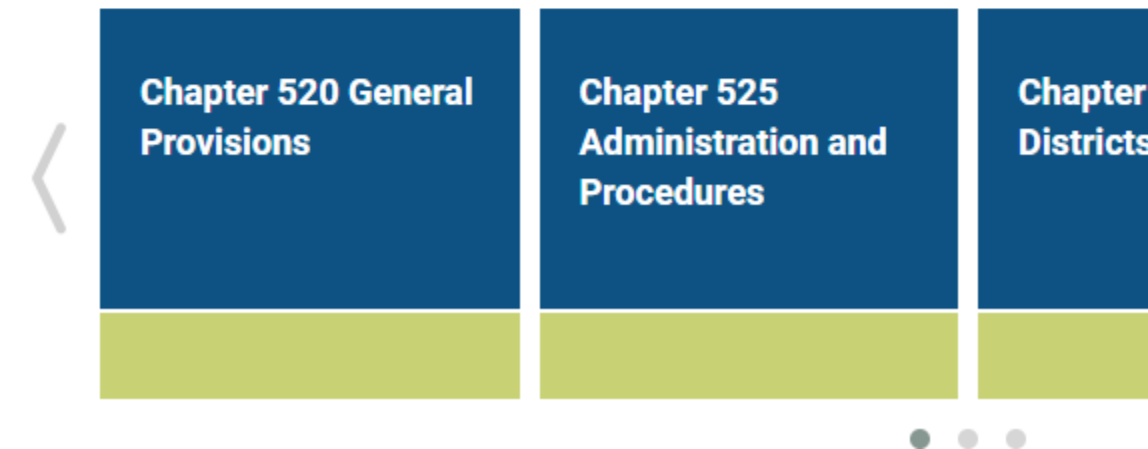 Chapter 520 General
Provisions
Chapter 525
Administration and
Procedures
Chapter
Districts